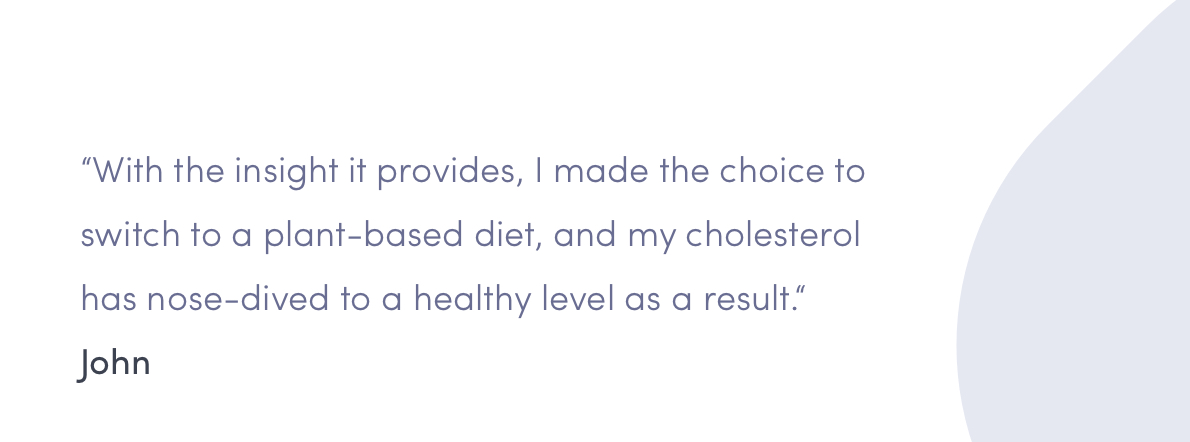 “With the insight it provides, I made the choice to
switch to a plant-based diet, and my cholesterol
has nose-dived to a healthy level as a result.“
John